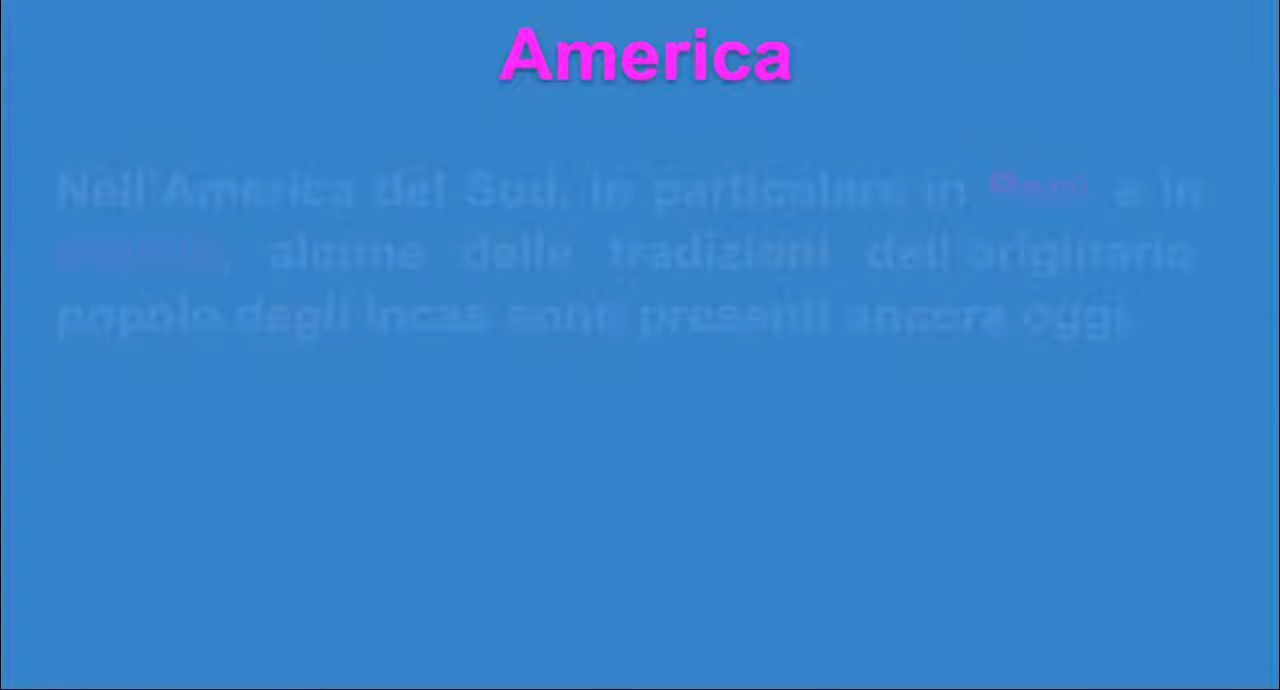 America
Nell'America del Sud, in particolare in Perù e in
alcune delle tradizioni dell'originario
popolo degli Incas sono presenti ancora oggi.